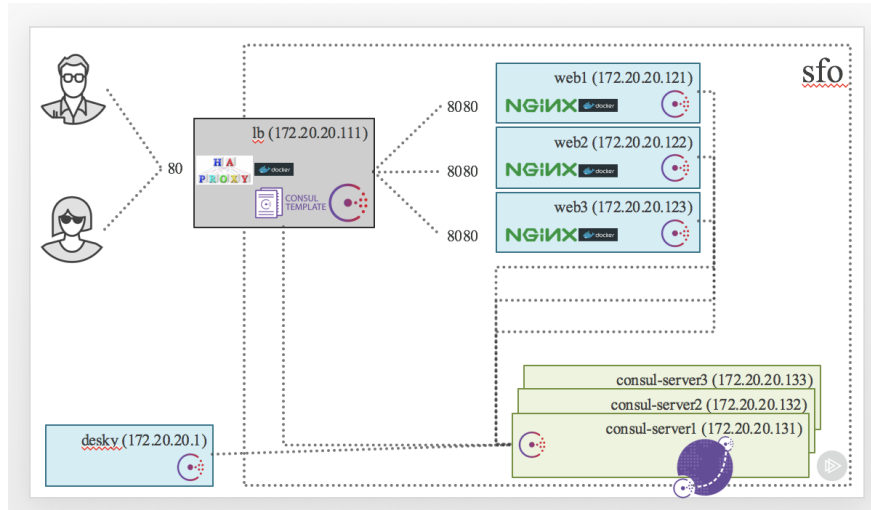 sfo
web1 (172.20.20.121)
NGiNX docker
8080
lb (172.20.20.111)
web2 (172.20.20.122)
80
HA
PROXY
docker
8080
NGiNX docker
CONSUL
TEMPLATE
web3 (172.20.20.123)
8080
NGiNX docker
consul-server3 (172.20.20.133)
consul-server2 (172.20.20.132)
consul-server1 (172.20.20.131)
desky (172.20.20.1)